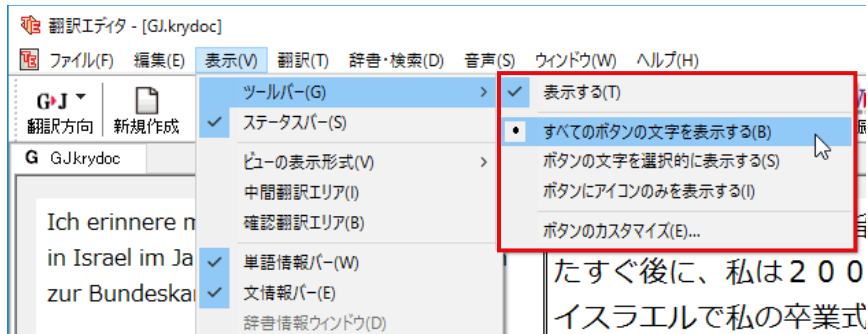 翻訳エディタ - [GJ.krydoc]
ファイル(F) 編集(E) 表示(V) 翻訳(T) 辞書・検索(D) 音声(S) ウィンドウ(W) ヘルプ(H)
G▸J
翻訳方向 新規作成
G GJ.krydoc
ツールバー(G)
ステータスバー(S)
ビューの表示形式(V)
中間翻訳エリア(I)
確認翻訳エリア(B)
単語情報バー(W)
文情報バー(E)
辞書情報ウィンドウ(D)
表示する(T)
すべてのボタンの文字を表示する(B)
ボタンの文字を選択的に表示する(S)
ボタンにアイコンのみを表示する(I)
ボタンのカスタマイズ(E)...
Ich erinnere
in Israel im Ja
zur Bundeska
たすぐ後に、私は200
イスラエルで私の卒業式